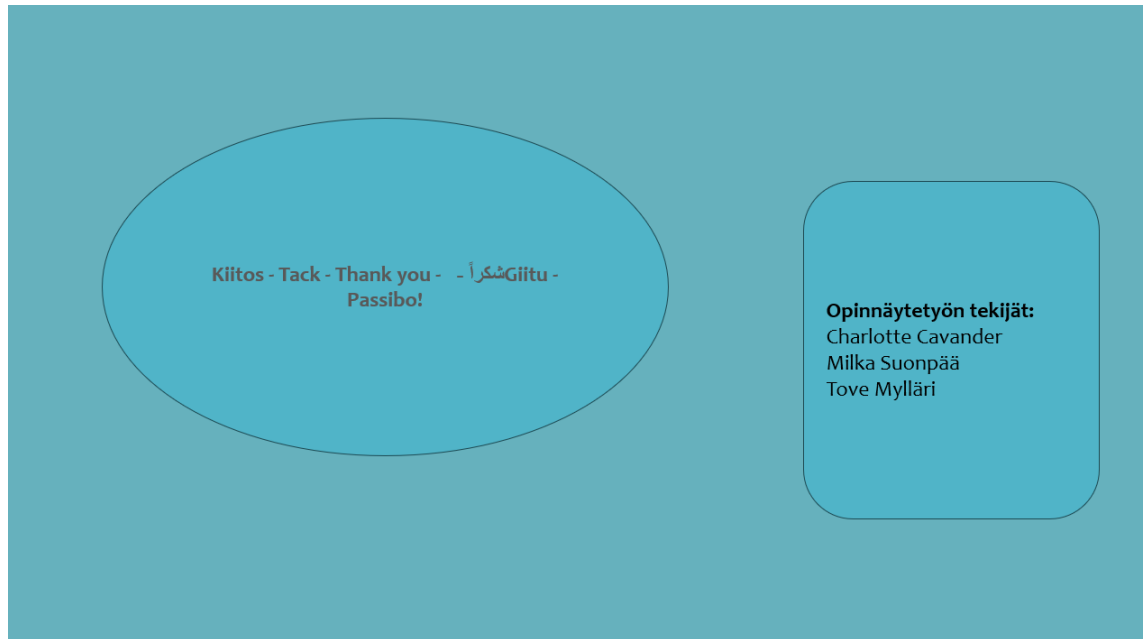 Kiitos - Tack - Thank you - شكراً - Giitu -
Passibo!
Opinnäytetyön tekijät:
Charlotte Cavander
Milka Suonpää
Tove Mylläri